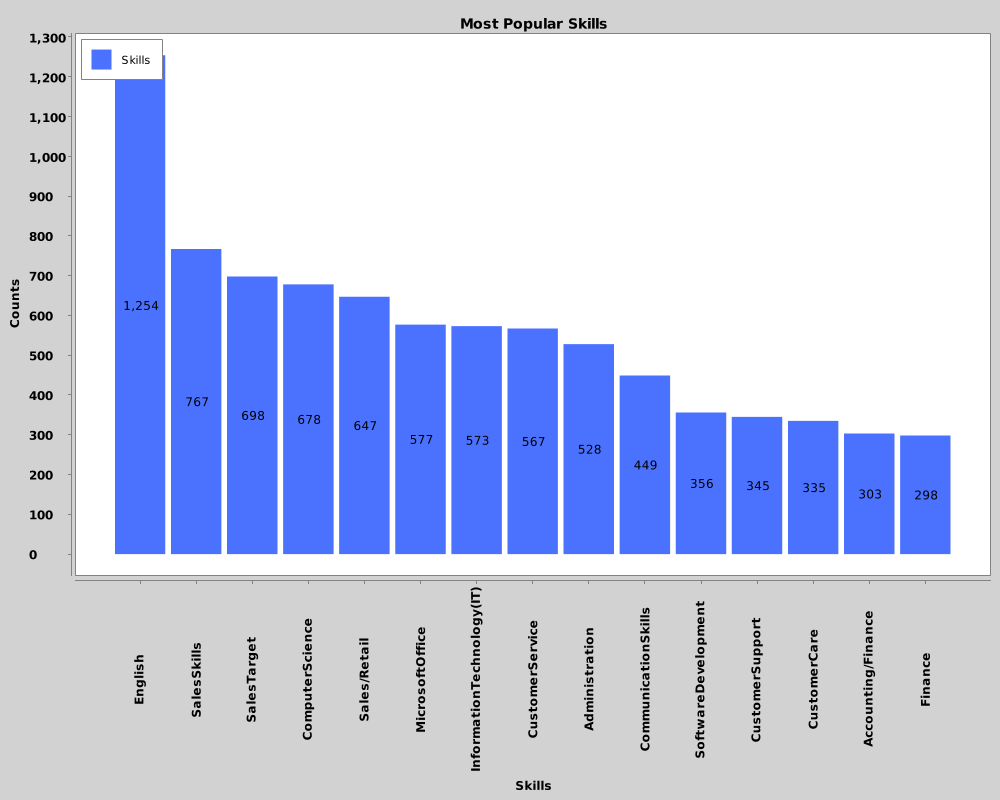 Most Popular Skills
Skills
Counts
1,300
1,200
1,100
1,000
900
800
700
600
500
400
300
200
100
0
1,254
767
698
678
647
577
573
567
528
449
356
345
335
303
298
English
SalesSkills
SalesTarget
ComputerScience
Sales/Retail
MicrosoftOffice
InformationTechnology(IT)
CustomerService
Administration
CommunicationSkills
SoftwareDevelopment
CustomerSupport
CustomerCare
Accounting/Finance
Finance
Skills